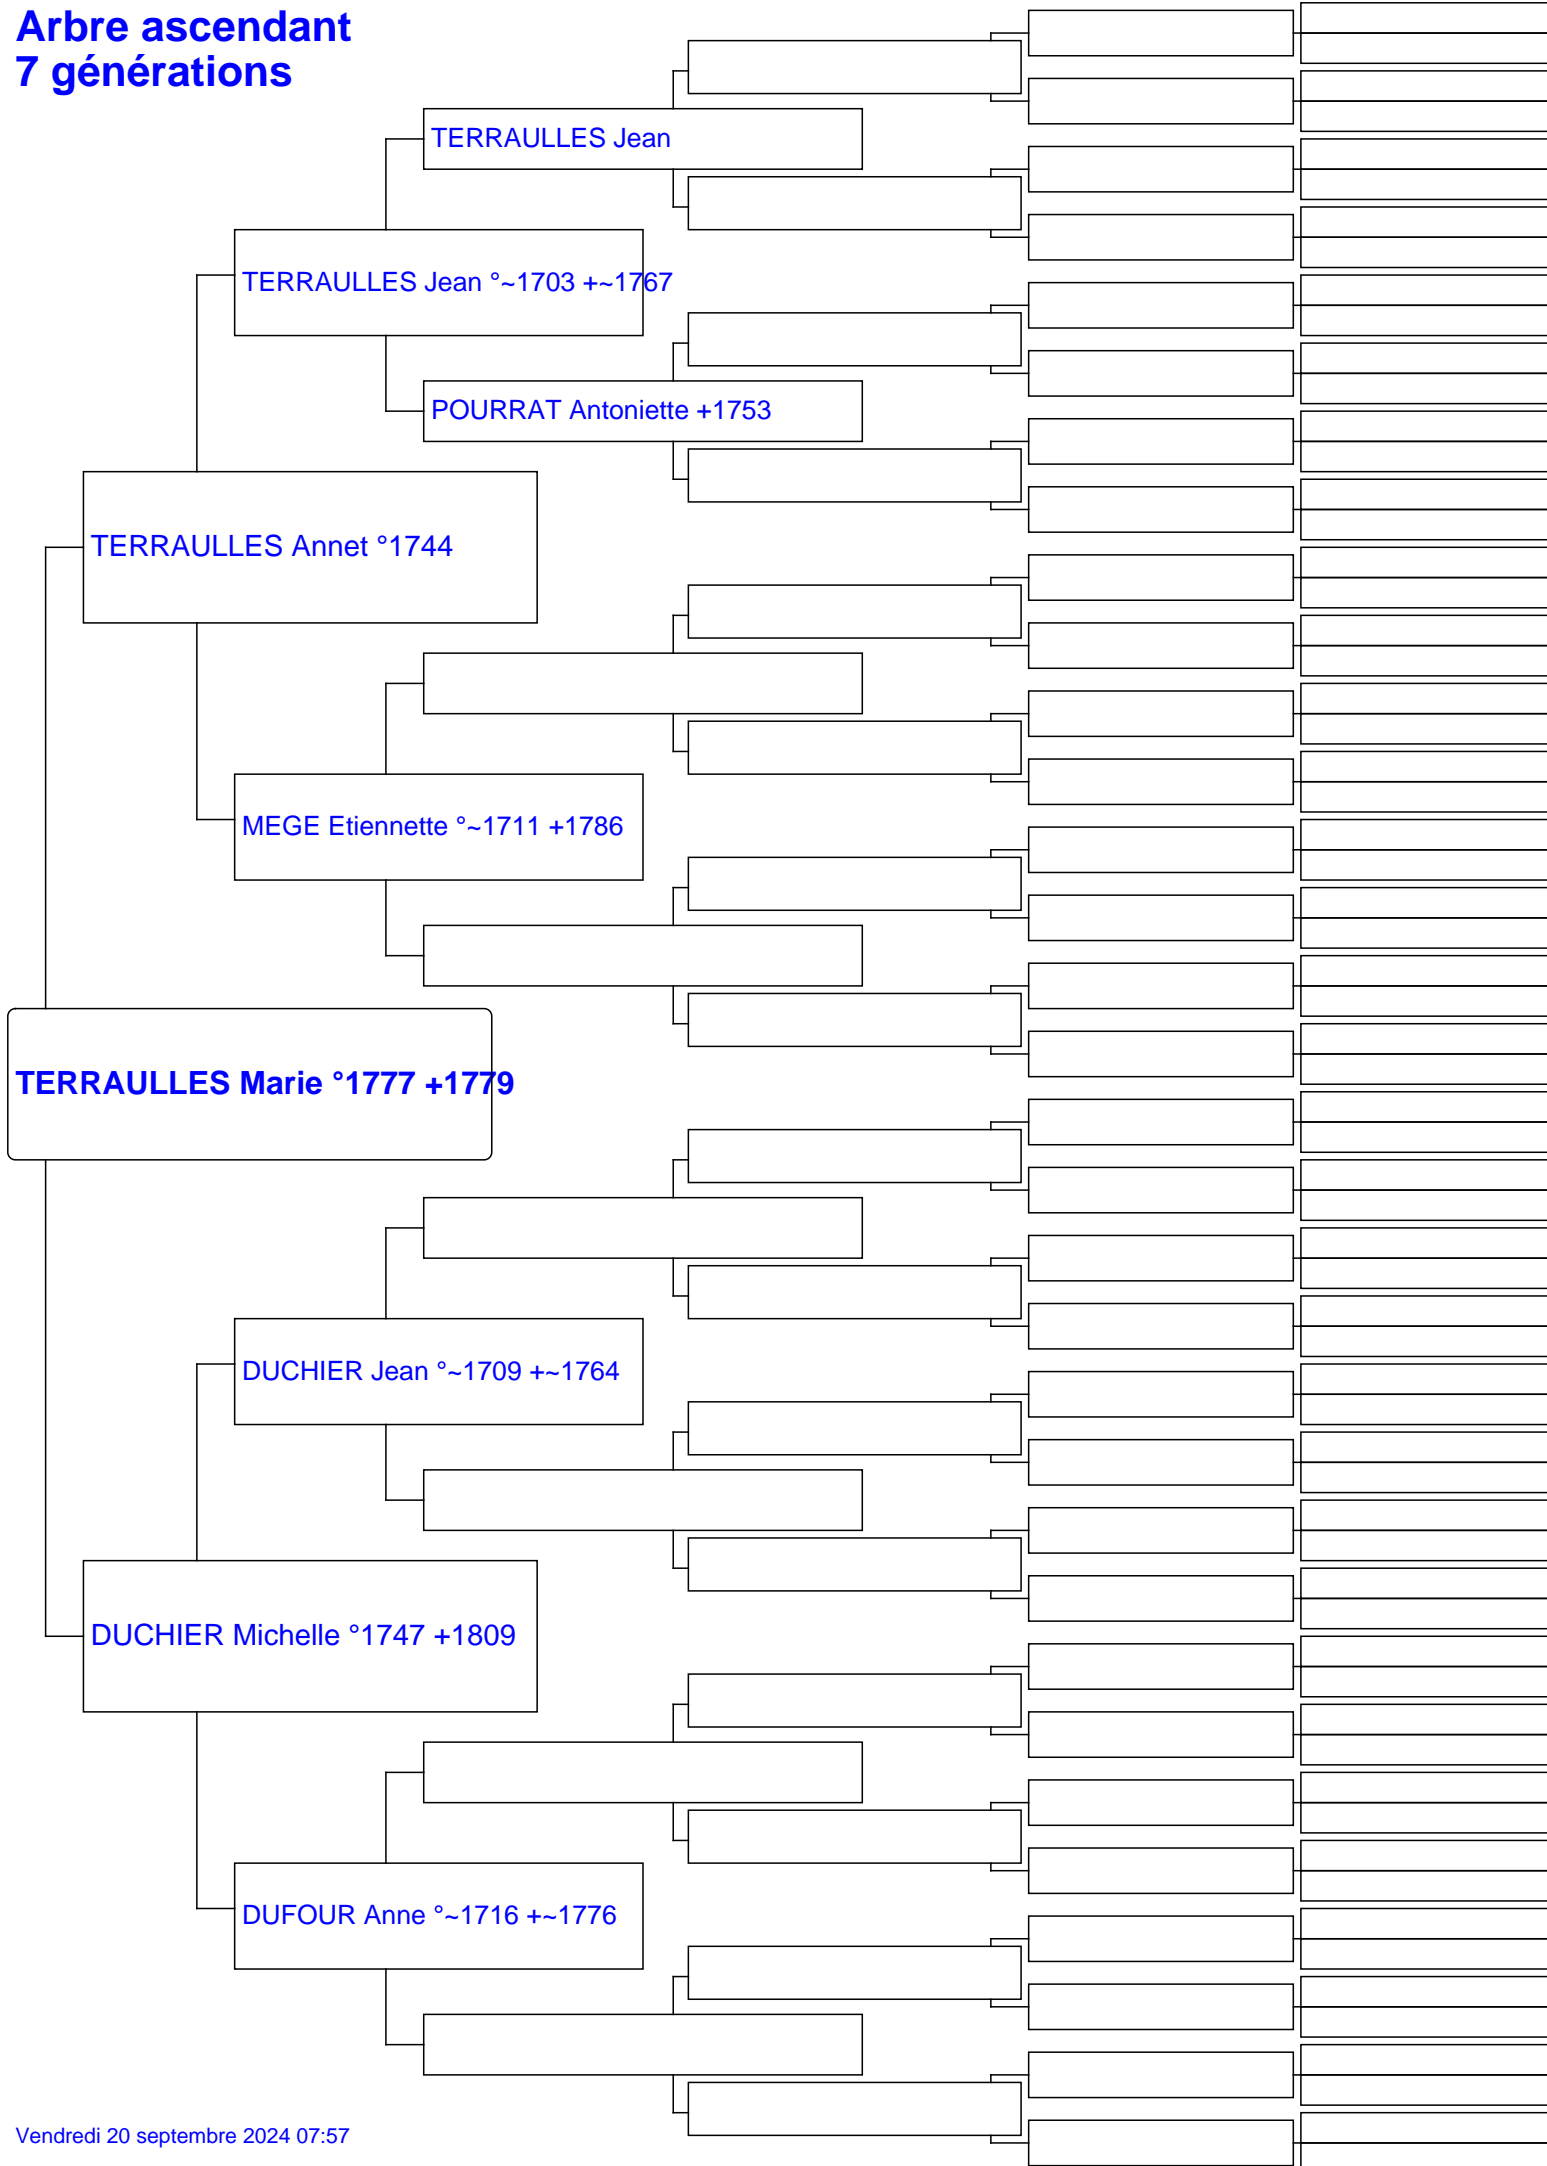 Arbre ascendant
7 générations
TERRAULLES Jean
TERRAULLES Jean °~1703 +~1767
POURRAT Antoniette +1753
TERRAULLES Annet °1744
MEGE Etiennette °~1711 +1786
TERRAULLES Marie °1777 +1779
DUCHIER Jean °~1709 +~1764
DUCHIER Michelle °1747 +1809
DUFOUR Anne °~1716 +~1776
Vendredi 20 septembre 2024 07:57